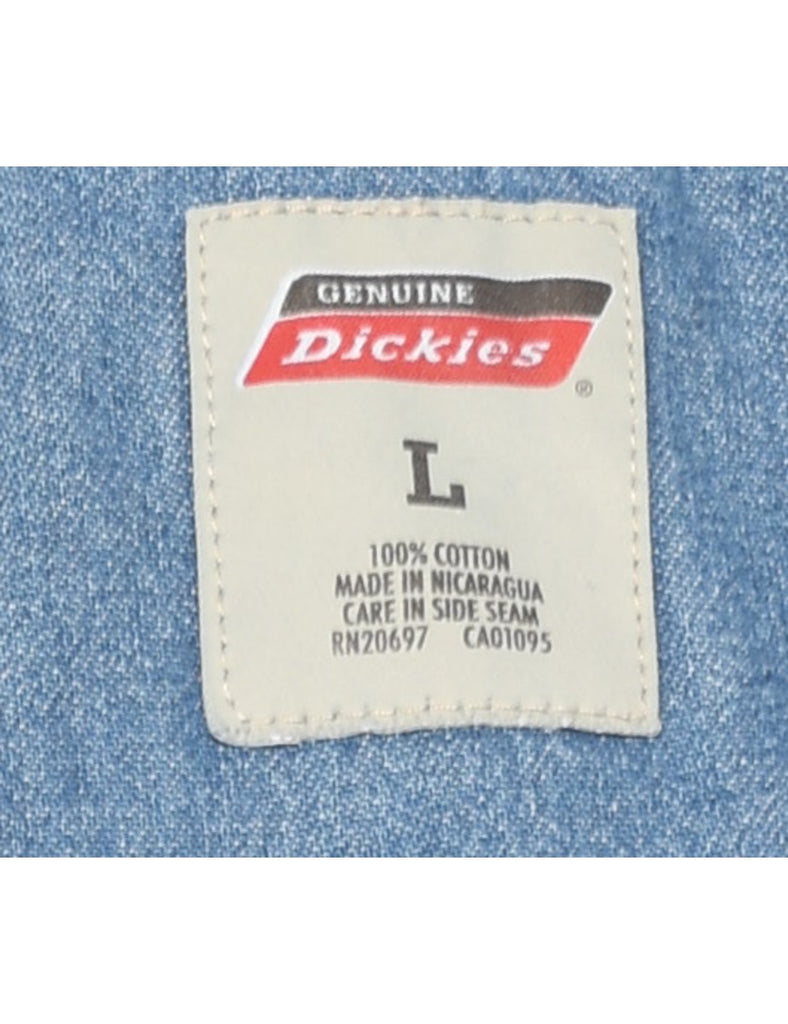 GENUINE
Dickies
®
L
100% COTTON
MADE IN NICARAGUA
CARE IN SIDE SEAM
RN20697 CA01095